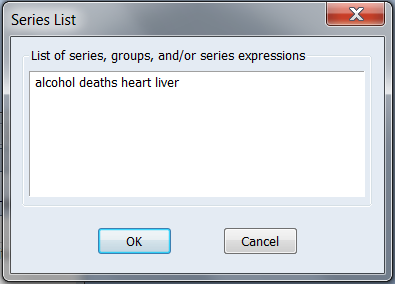 Series List
List of series, groups, and/or series expressions
alcohol deaths heart liver
OK
Cancel